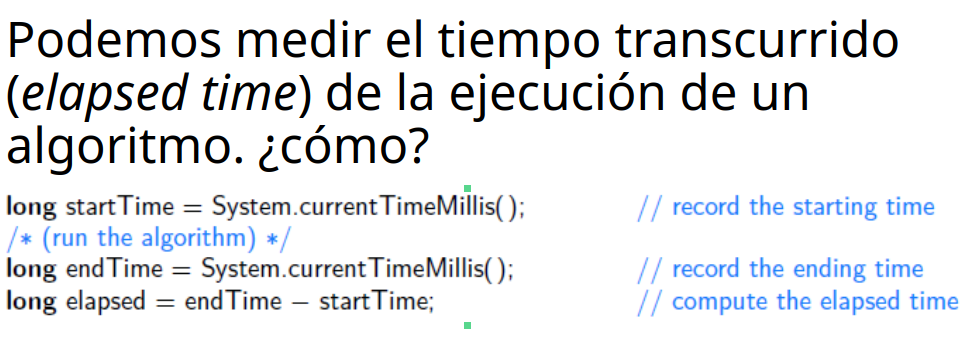 Podemos medir el tiempo transcurrido
(elapsed time) de la ejecución de un
algoritmo. ¿cómo?
long startTime = System.currentTimeMillis( ); // record the starting time
/* (run the algorithm) */
long endTime = System.currentTimeMillis( ); // record the ending time
long elapsed = endTime − startTime; // compute the elapsed time